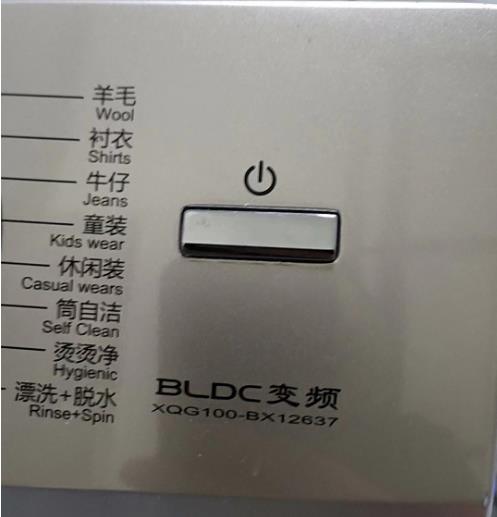 羊毛
Wool
衬衣
Shirts
牛仔
Jeans
童装
Kids wear
休闲装
Casual wears
筒自洁
Self Clean
烫烫净
Hygienic
漂洗+脱水
Rinse+Spin
BLDC变频
XQG100-BX12637